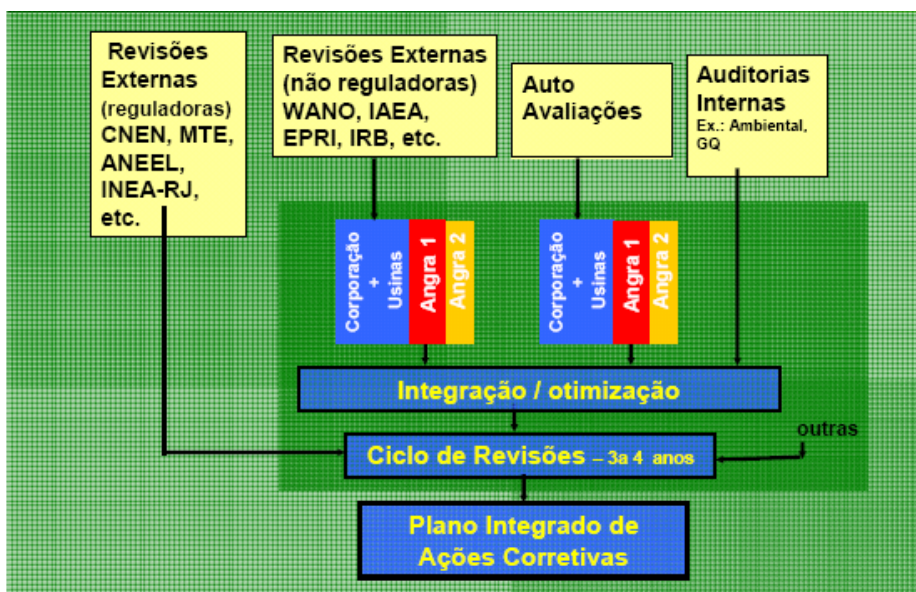 Revisões
Externas
(reguladoras)
CNEN, MTE,
ANEEL,
INEA-RJ,
etc.
Revisões Externas
(não reguladoras)
WANO, IAEA,
EPRI, IRB, etc.
Auto
Avaliações
Auditorias
Internas
Ex.: Ambiental,
GQ
Corporação
+
Usinas
Angra 1
Angra 2
Corporação
+
Usinas
Angra 1
Angra 2
Integração / otimização
outras
Ciclo de Revisões – 3a 4 anos
Plano Integrado de
Ações Corretivas